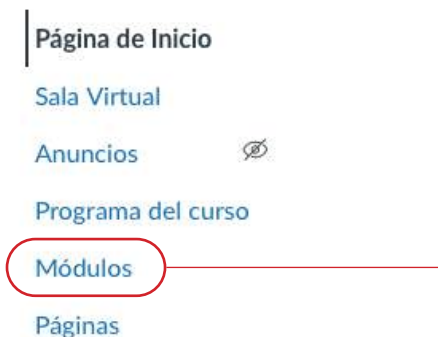 Página de Inicio
Sala Virtual
Anuncios
Programa del curso
Módulos
Páginas